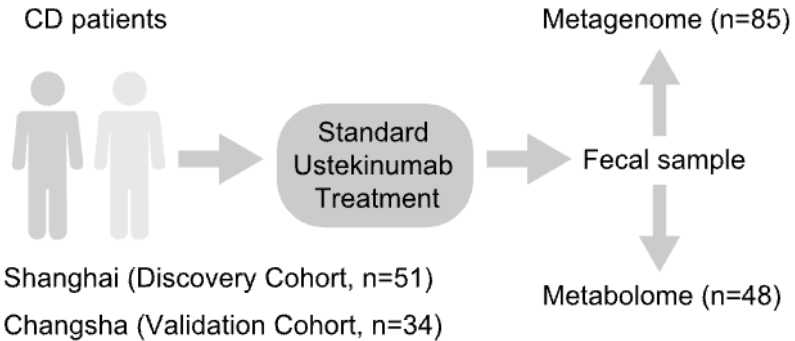 CD patients
Shanghai (Discovery Cohort, n=51)
Changsha (Validation Cohort, n=34)
Standard
Ustekinumab
Treatment
Metagenome (n=85)
Fecal sample
Metabolome (n=48)